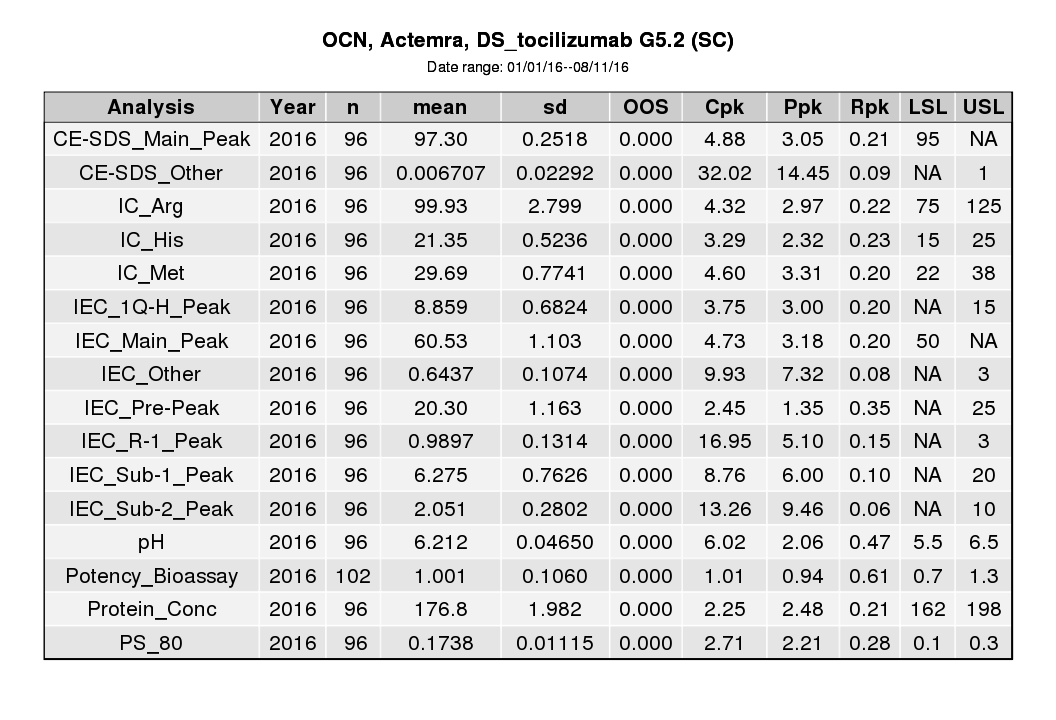 OCN, Actemra, DS_tocilizumab G5.2 (SC)
Date range: 01/01/16--08/11/16
Analysis Year n mean sd OOS Cpk Ppk Rpk LSL USL
CE-SDS_Main_Peak 2016 96 97.30 0.2518 0.000 4.88 3.05 0.21 95 NA
CE-SDS_Other 2016 96 0.006707 0.02292 0.000 32.02 14.45 0.09 NA 1
IC_Arg 2016 96 99.93 2.799 0.000 4.32 2.97 0.22 75 125
IC_His 2016 96 21.35 0.5236 0.000 3.29 2.32 0.23 15 25
IC_Met 2016 96 29.69 0.7741 0.000 4.60 3.31 0.20 22 38
IEC_1Q-H_Peak 2016 96 8.859 0.6824 0.000 3.75 3.00 0.20 NA 15
IEC_Main_Peak 2016 96 60.53 1.103 0.000 4.73 3.18 0.20 50 NA
IEC_Other 2016 96 0.6437 0.1074 0.000 9.93 7.32 0.08 NA 3
IEC_Pre-Peak 2016 96 20.30 1.163 0.000 2.45 1.35 0.35 NA 25
IEC_R-1_Peak 2016 96 0.9897 0.1314 0.000 16.95 5.10 0.15 NA 3
IEC_Sub-1_Peak 2016 96 6.275 0.7626 0.000 8.76 6.00 0.10 NA 20
IEC_Sub-2_Peak 2016 96 2.051 0.2802 0.000 13.26 9.46 0.06 NA 10
pH 2016 96 6.212 0.04650 0.000 6.02 2.06 0.47 5.5 6.5
Potency_Bioassay 2016 102 1.001 0.1060 0.000 1.01 0.94 0.61 0.7 1.3
Protein_Conc 2016 96 176.8 1.982 0.000 2.25 2.48 0.21 162 198
PS_80 2016 96 0.1738 0.01115 0.000 2.71 2.21 0.28 0.1 0.3